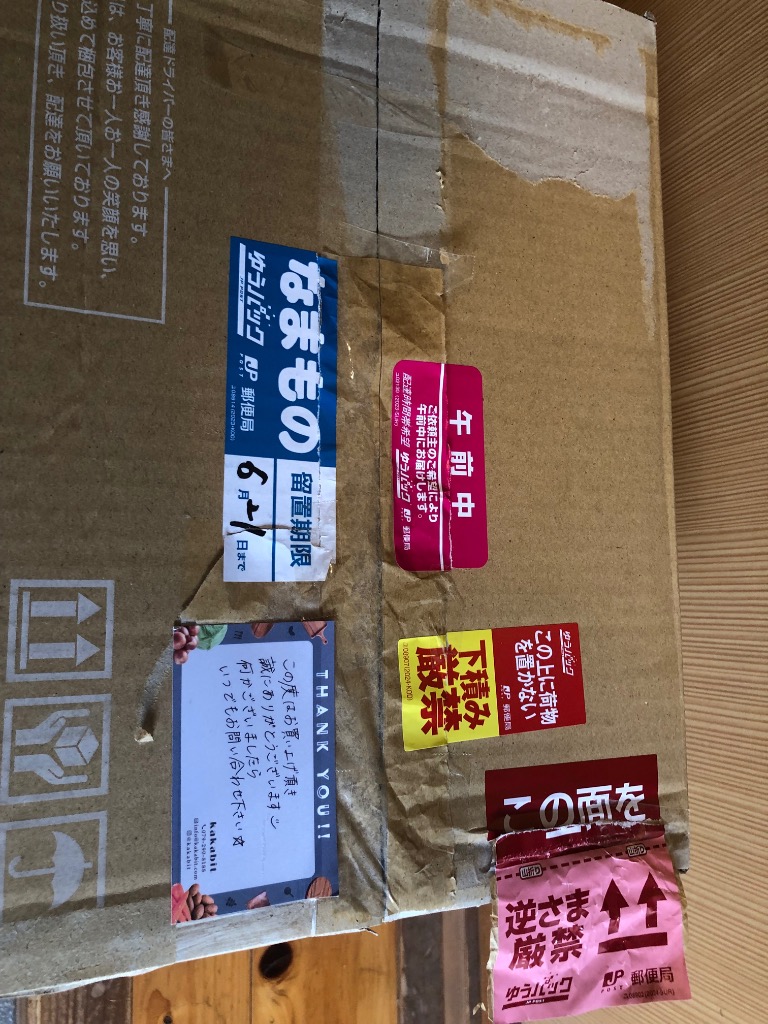 配達ドライバーの皆さまへ
丁寧に配達頂き感謝しております。
は、お客様お一人お一人の笑顔を思い、
込めて梱包させて頂いております。
り扱い頂き、配達をお願いいたします。
なまもの
ゆうパック
JP POST
郵便局
留置期限
6月21日まで
午前中
ご依頼主のご希望により
午前中にお届けします。
配達時間帯希望 ゆうパック JP 郵便局
ゆうパック
この上に荷物
を置かない
JP 郵便局
下積み
厳禁
この面を
逆さま
厳禁
ゆうパック
JP POST 郵便局
THANK YOU!!
この度はお買い上げ頂き
誠にありがとうございます
何かございましたら
いつでもお問い合わせ下さい☆
kakabit
@kakabit